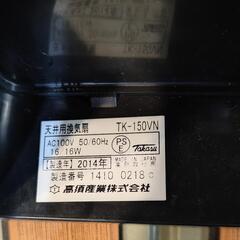 天井用換気扇 TK-150VN
AC100V 50/60Hz
16 16W
PS
E
Takasu
【製造年】2014年
MADE IN JAPAN
製造番号 1410 0218
高須産業株式会社